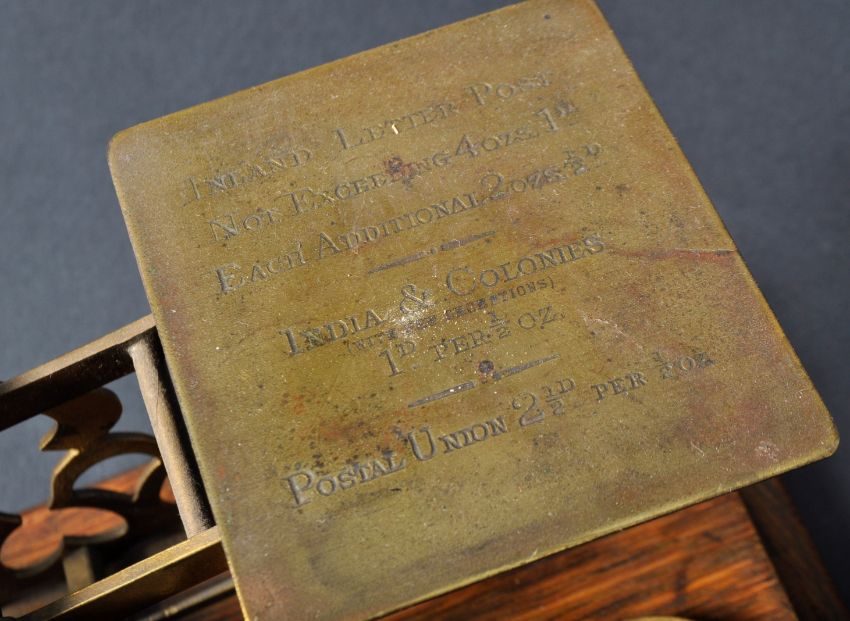 INLAND LETTER POST
NOT EXCEEDING 4 OZS. 1D
EACH ADDITIONAL 2 OZS. ½D
INDIA & COLONIES
(WITH EXCEPTIONS)
1D PER ½ OZ.
POSTAL UNION 2½D PER ½ OZ